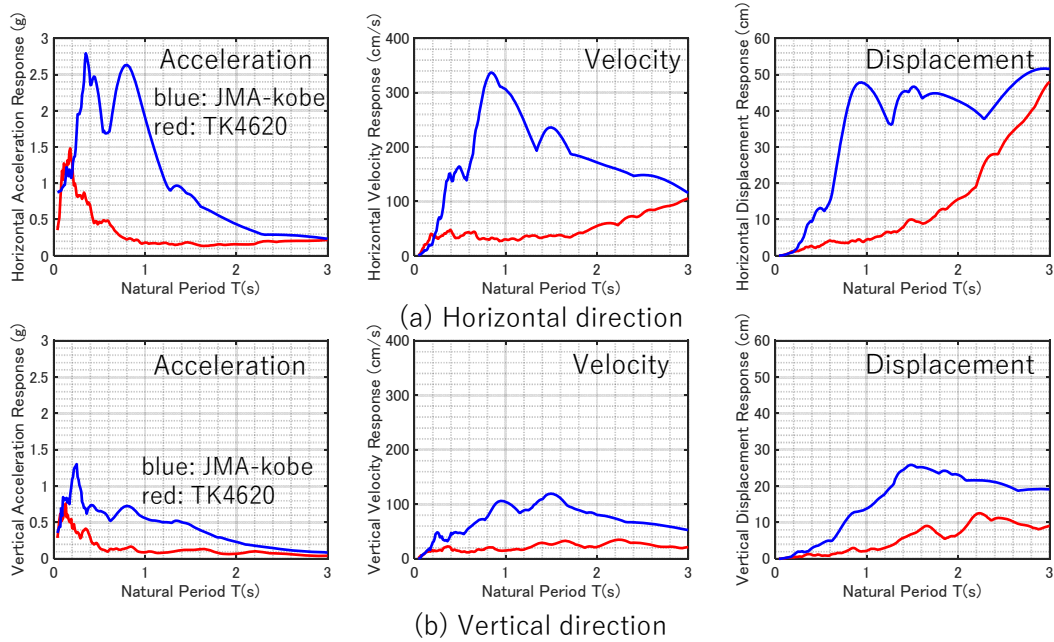 Horizontal Acceleration Response (g)
3
2.5
2
1.5
1
0.5
0
0
1
2
3
Natural Period T(s)
Acceleration
blue: JMA-kobe
red: TK4620
Horizontal Velocity Response (cm/s)
400
300
200
100
0
0
1
2
3
Natural Period T(s)
Velocity
Horizontal Displacement Response (cm)
60
50
40
30
20
10
0
0
1
2
3
Natural Period T(s)
Displacement
(a) Horizontal direction
Vertical Acceleration Response (g)
3
2.5
2
1.5
1
0.5
0
0
1
2
3
Natural Period T(s)
Acceleration
blue: JMA-kobe
red: TK4620
Vertical Velocity Response (cm/s)
400
300
200
100
0
0
1
2
3
Natural Period T(s)
Velocity
Vertical Displacement Response (cm)
60
50
40
30
20
10
0
0
1
2
3
Natural Period T(s)
Displacement
(b) Vertical direction